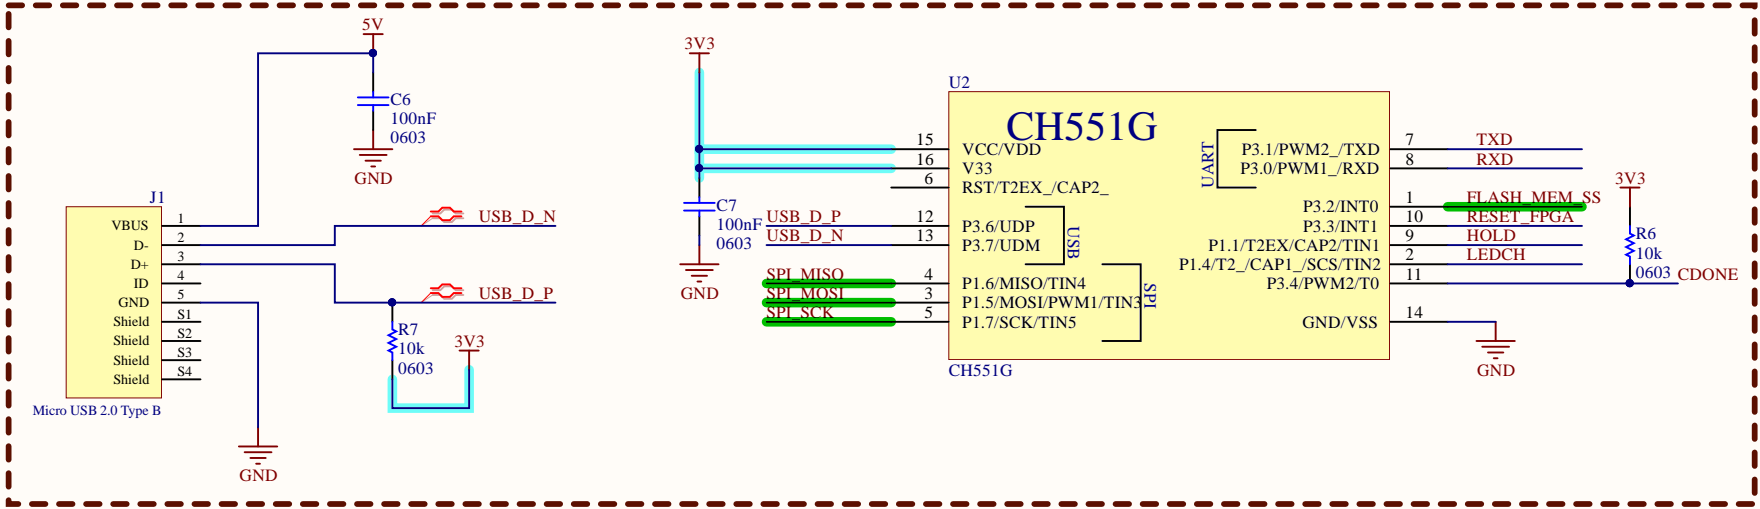 5V
C6
100nF
0603
GND
J1
VBUS 1
D- 2
D+ 3
ID 4
GND 5
Shield S1
Shield S2
Shield S3
Shield S4
Micro USB 2.0 Type B
GND
USB_D_N
USB_D_P
R7
10k
0603
3V3
3V3
C7
100nF
0603
GND
USB_D_P
USB_D_N
SPI_MISO
SPI_MOSI
SPI_SCK
U2
CH551G
15 VCC/VDD
16 V33
6 RST/T2EX_/CAP2_
12 P3.6/UDP
13 P3.7/UDM
USB
4 P1.6/MISO/TIN4
3 P1.5/MOSI/PWM1/TIN3
5 P1.7/SCK/TIN5
SPI
UART
P3.1/PWM2_/TXD 7 TXD
P3.0/PWM1_/RXD 8 RXD
P3.2/INT0 1 FLASH_MEM_SS
P3.3/INT1 10 RESET_FPGA
P1.1/T2EX/CAP2/TIN1 9 HOLD
P1.4/T2_/CAP1_/SCS/TIN2 2 LEDCH
P3.4/PWM2/T0 11
GND/VSS 14
CH551G
GND
3V3
R6
10k
0603
CDONE